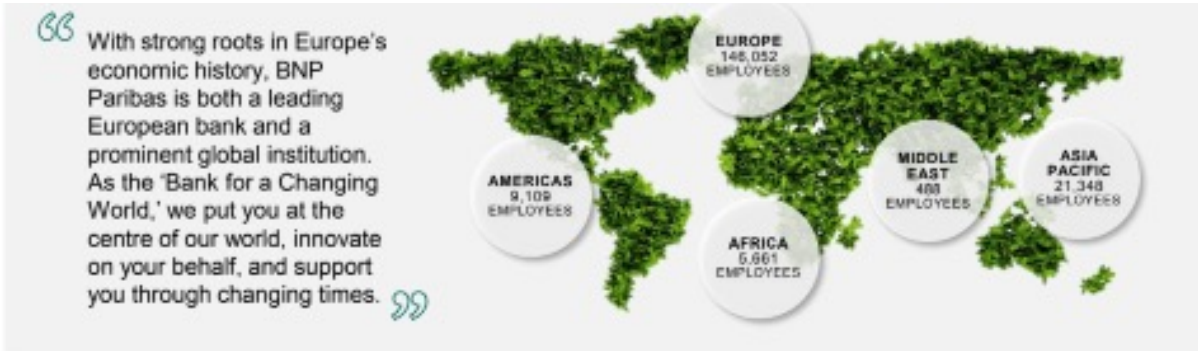 “
With strong roots in Europe's
economic history, BNP
Paribas is both a leading
European bank and a
prominent global institution.
As the 'Bank for a Changing
World,' we put you at the
centre of our world, innovate
on your behalf, and support
you through changing times.
”
EUROPE
146,052
EMPLOYEES
AMERICAS
9,109
EMPLOYEES
AFRICA
5,661
EMPLOYEES
MIDDLE
EAST
488
EMPLOYEES
ASIA
PACIFIC
21,348
EMPLOYEES